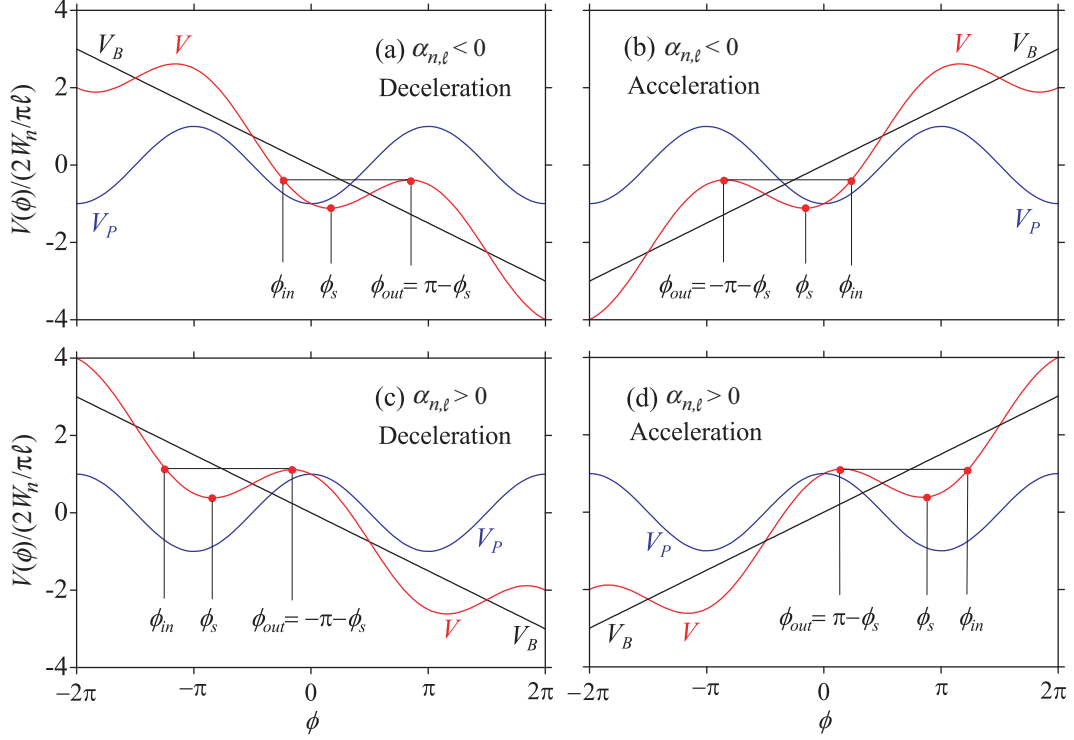 4
2
0
-2
-4
V(ϕ)/(2W_n/πℓ)
V_B
V
V_P
(a) α_{n,ℓ} < 0
Deceleration
ϕ_in
ϕ_s
ϕ_out = π−ϕ_s
(b) α_{n,ℓ} < 0
Acceleration
V
V_B
V_P
ϕ_out = −π−ϕ_s
ϕ_s
ϕ_in
4
2
0
-2
-4
V(ϕ)/(2W_n/πℓ)
(c) α_{n,ℓ} > 0
Deceleration
V_P
ϕ_in
ϕ_s
ϕ_out = −π−ϕ_s
V
V_B
−2π
−π
0
π
2π
ϕ
(d) α_{n,ℓ} > 0
Acceleration
V_P
ϕ_out = π−ϕ_s
ϕ_s
ϕ_in
V_B
V
−π
0
π
2π
ϕ